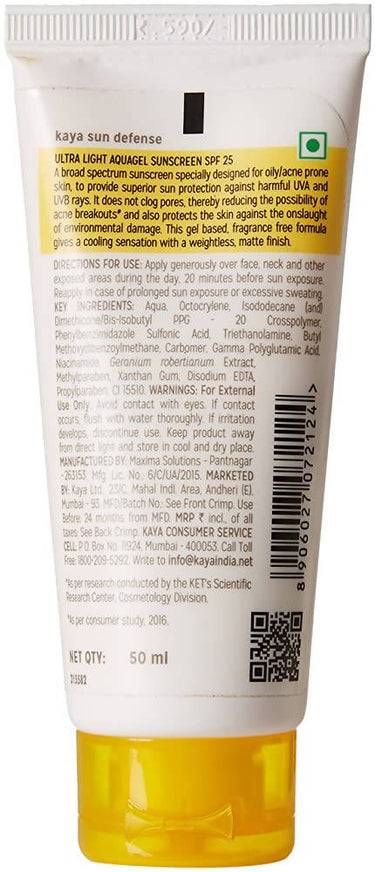 kaya sun defense
ULTRA LIGHT AQUAGEL SUNSCREEN SPF 25
A broad spectrum sunscreen specially designed for oily/acne prone
skin, to provide superior sun protection against harmful UVA and
UVB rays. It does not clog pores, thereby reducing the possibility of
acne breakouts* and also protects the skin against the onslaught
of environmental damage. This gel based, fragrance free formula
gives a cooling sensation with a weightless, matte finish.
DIRECTIONS FOR USE: Apply generously over face, neck and other
exposed areas during the day, 20 minutes before sun exposure.
Reapply in case of prolonged sun exposure or excessive sweating.
KEY INGREDIENTS: Aqua, Octocrylene, Isododecane (and)
Dimethicone/Bis-Isobutyl PPG - 20 Crosspolymer,
Phenylbenzimidazole Sulfonic Acid, Triethanolamine, Butyl
Methoxydibenzoylmethane, Carbomer, Gamma Polyglutamic Acid,
Niacinamide, Geranium robertianum Extract,
Methylparaben, Xanthan Gum, Disodium EDTA,
Propylparaben, CI 15510. WARNINGS: For External
Use Only. Avoid contact with eyes. If contact
occurs, flush with water thoroughly. If irritation
develops, discontinue use. Keep product away
from direct light and store in cool and dry place.
MANUFACTURED BY: Maxima Solutions - Pantnagar
-263153, Mfg. Lic. No.: 6/C/UA/2015. MARKETED
BY: Kaya Ltd., 23/C, Mahal Indl. Area, Andheri (E),
Mumbai - 93. MFD/Batch No.: See Front Crimp. Use
Before: 24 months from MFD. MRP ₹ incl., of all
taxes: See Back Crimp. KAYA CONSUMER SERVICE
CELL P.O. Box No. 11924, Mumbai - 400053. Call Toll
Free: 1800-209-5292. Write to info@kayaindia.net
*As per research conducted by the KET's Scientific
Research Center, Cosmetology Division.
*As per consumer study, 2016.
NET QTY: 50 ml
215582
8906027072124